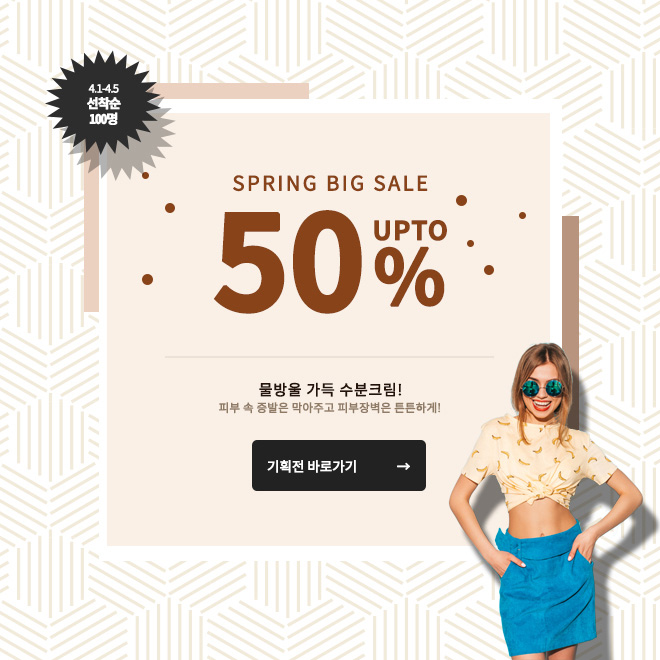 4.1-4.5
선착순
100명
SPRING BIG SALE
50
UPTO
%
물방울 가득 수분크림!
피부 속 증발은 막아주고 피부장벽은 튼튼하게!
기획전 바로가기 →